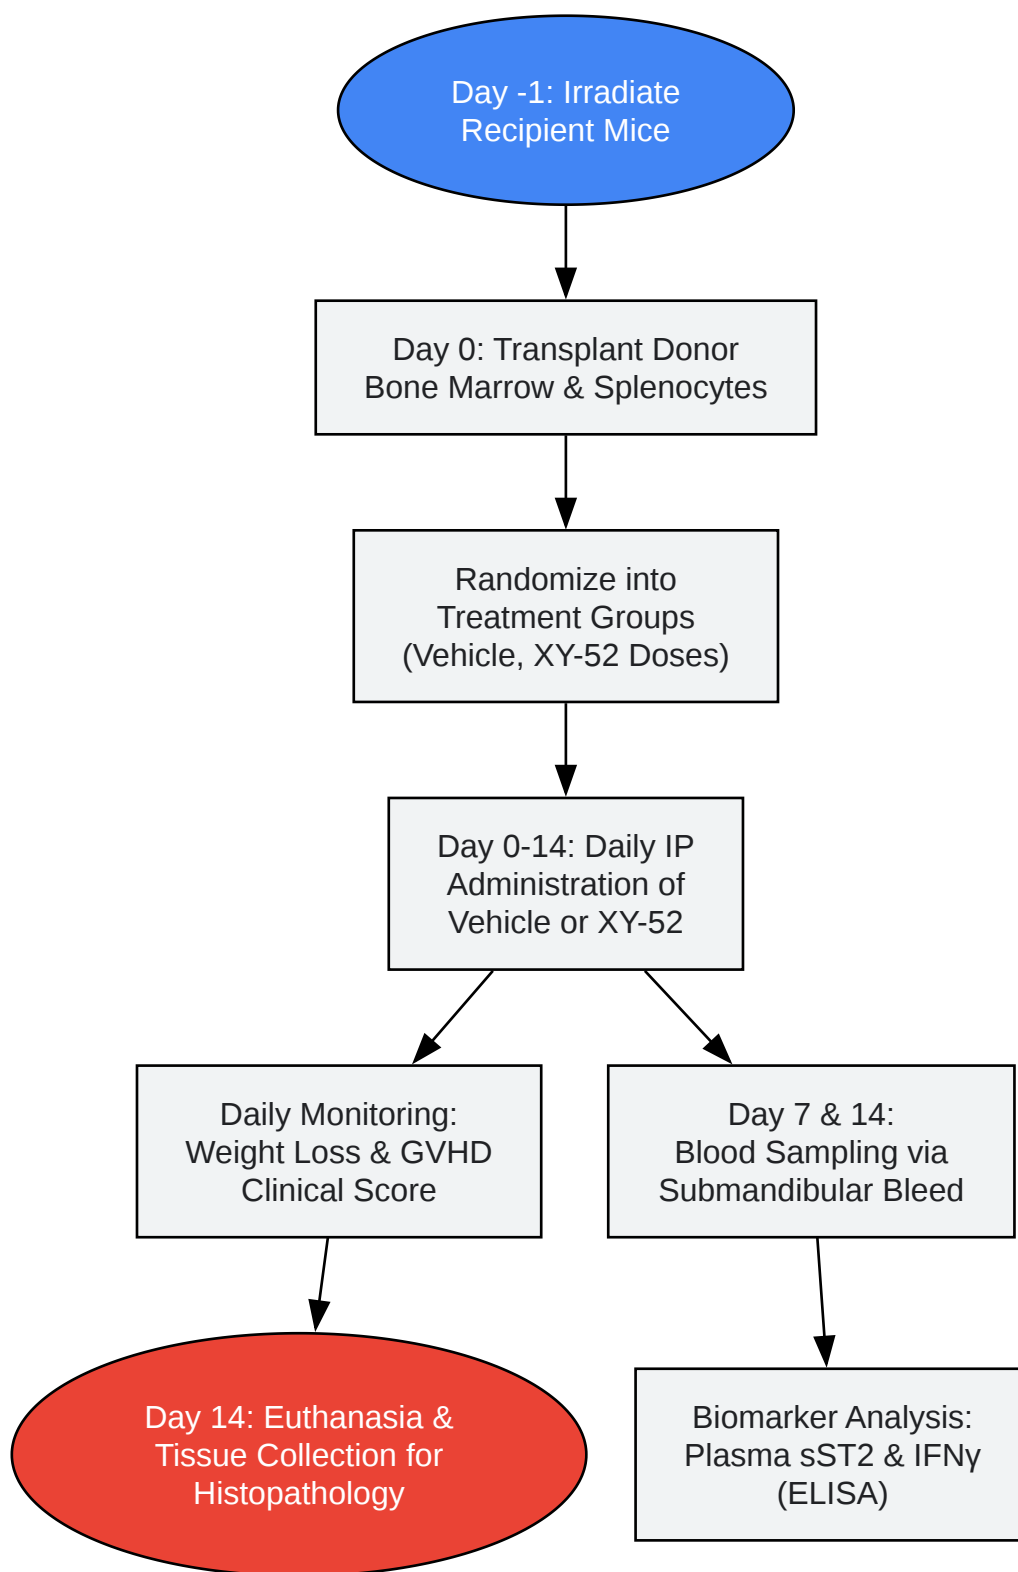 Day -1: Irradiate
Recipient Mice
Day 0: Transplant Donor
Bone Marrow & Splenocytes
Randomize into
Treatment Groups
(Vehicle, XY-52 Doses)
Day 0-14: Daily IP
Administration of
Vehicle or XY-52
Daily Monitoring:
Weight Loss & GVHD
Clinical Score
Day 7 & 14:
Blood Sampling via
Submandibular Bleed
Day 14: Euthanasia &
Tissue Collection for
Histopathology
Biomarker Analysis:
Plasma sST2 & IFNγ
(ELISA)